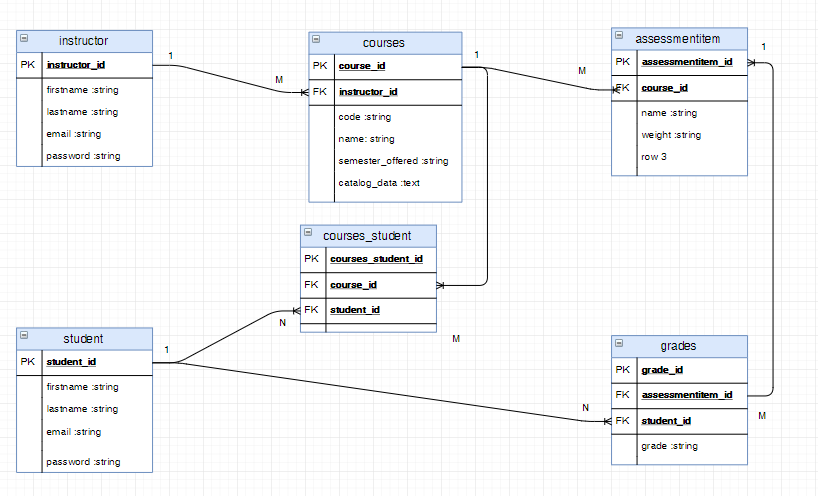 instructor
PK instructor_id
firstname :string
lastname :string
email :string
password :string
1
M
courses
PK course_id
FK instructor_id
code :string
name: string
semester_offered :string
catalog_data :text
1
M
assessmentitem
PK assessmentitem_id
FK course_id
name :string
weight :string
row 3
1
courses_student
PK courses_student_id
FK course_id
FK student_id
N
M
student
PK student_id
firstname :string
lastname :string
email :string
password :string
1
N
grades
PK grade_id
FK assessmentitem_id
FK student_id
grade :string
M